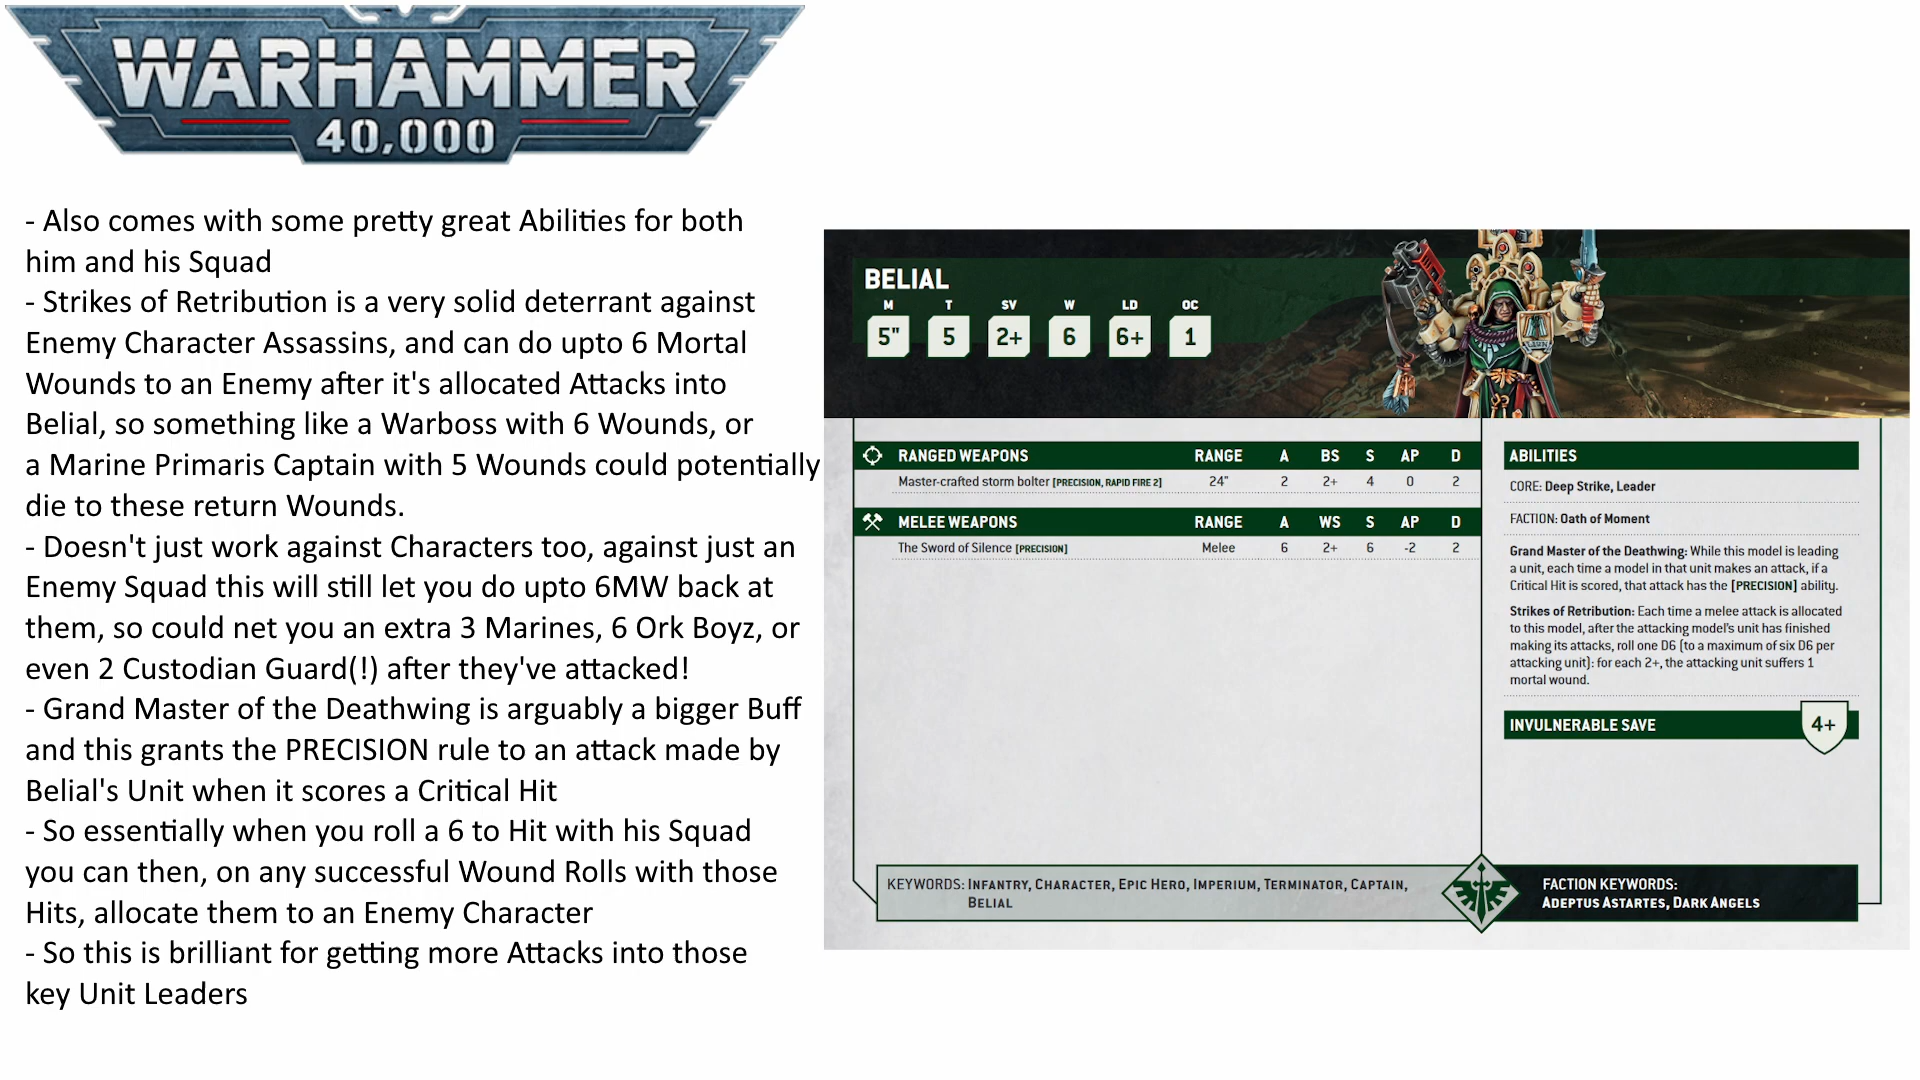 WARHAMMER
40,000
- Also comes with some pretty great Abilities for both
him and his Squad
- Strikes of Retribution is a very solid deterrant against
Enemy Character Assassins, and can do upto 6 Mortal
Wounds to an Enemy after it's allocated Attacks into
Belial, so something like a Warboss with 6 Wounds, or
a Marine Primaris Captain with 5 Wounds could potentially
die to these return Wounds.
- Doesn't just work against Characters too, against just an
Enemy Squad this will still let you do upto 6MW back at
them, so could net you an extra 3 Marines, 6 Ork Boyz, or
even 2 Custodian Guard(!) after they've attacked!
- Grand Master of the Deathwing is arguably a bigger Buff
and this grants the PRECISION rule to an attack made by
Belial's Unit when it scores a Critical Hit
- So essentially when you roll a 6 to Hit with his Squad
you can then, on any successful Wound Rolls with those
Hits, allocate them to an Enemy Character
- So this is brilliant for getting more Attacks into those
key Unit Leaders
BELIAL
M T SV W LD OC
5" 5 2+ 6 6+ 1
RANGED WEAPONS RANGE A BS S AP D
Master-crafted storm bolter [PRECISION, RAPID FIRE 2] 24" 2 2+ 4 0 2
MELEE WEAPONS RANGE A WS S AP D
The Sword of Silence [PRECISION] Melee 6 2+ 6 -2 2
ABILITIES
CORE: Deep Strike, Leader
FACTION: Oath of Moment
Grand Master of the Deathwing: While this model is leading
a unit, each time a model in that unit makes an attack, if a
Critical Hit is scored, that attack has the [PRECISION] ability.
Strikes of Retribution: Each time a melee attack is allocated
to this model, after the attacking model's unit has finished
making its attacks, roll one D6 (to a maximum of six D6 per
attacking unit): for each 2+, the attacking unit suffers 1
mortal wound.
INVULNERABLE SAVE 4+
KEYWORDS: INFANTRY, CHARACTER, EPIC HERO, IMPERIUM, TERMINATOR, CAPTAIN,
BELIAL
FACTION KEYWORDS:
ADEPTUS ASTARTES, DARK ANGELS